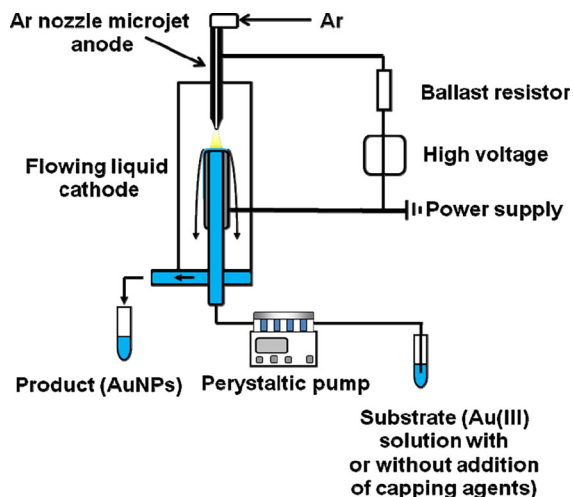 Ar nozzle microjet
anode
Ar
Ballast resistor
High voltage
Flowing liquid
cathode
Power supply
Product (AuNPs)
Perystaltic pump
Substrate (Au(III)
solution with
or without addition
of capping agents)